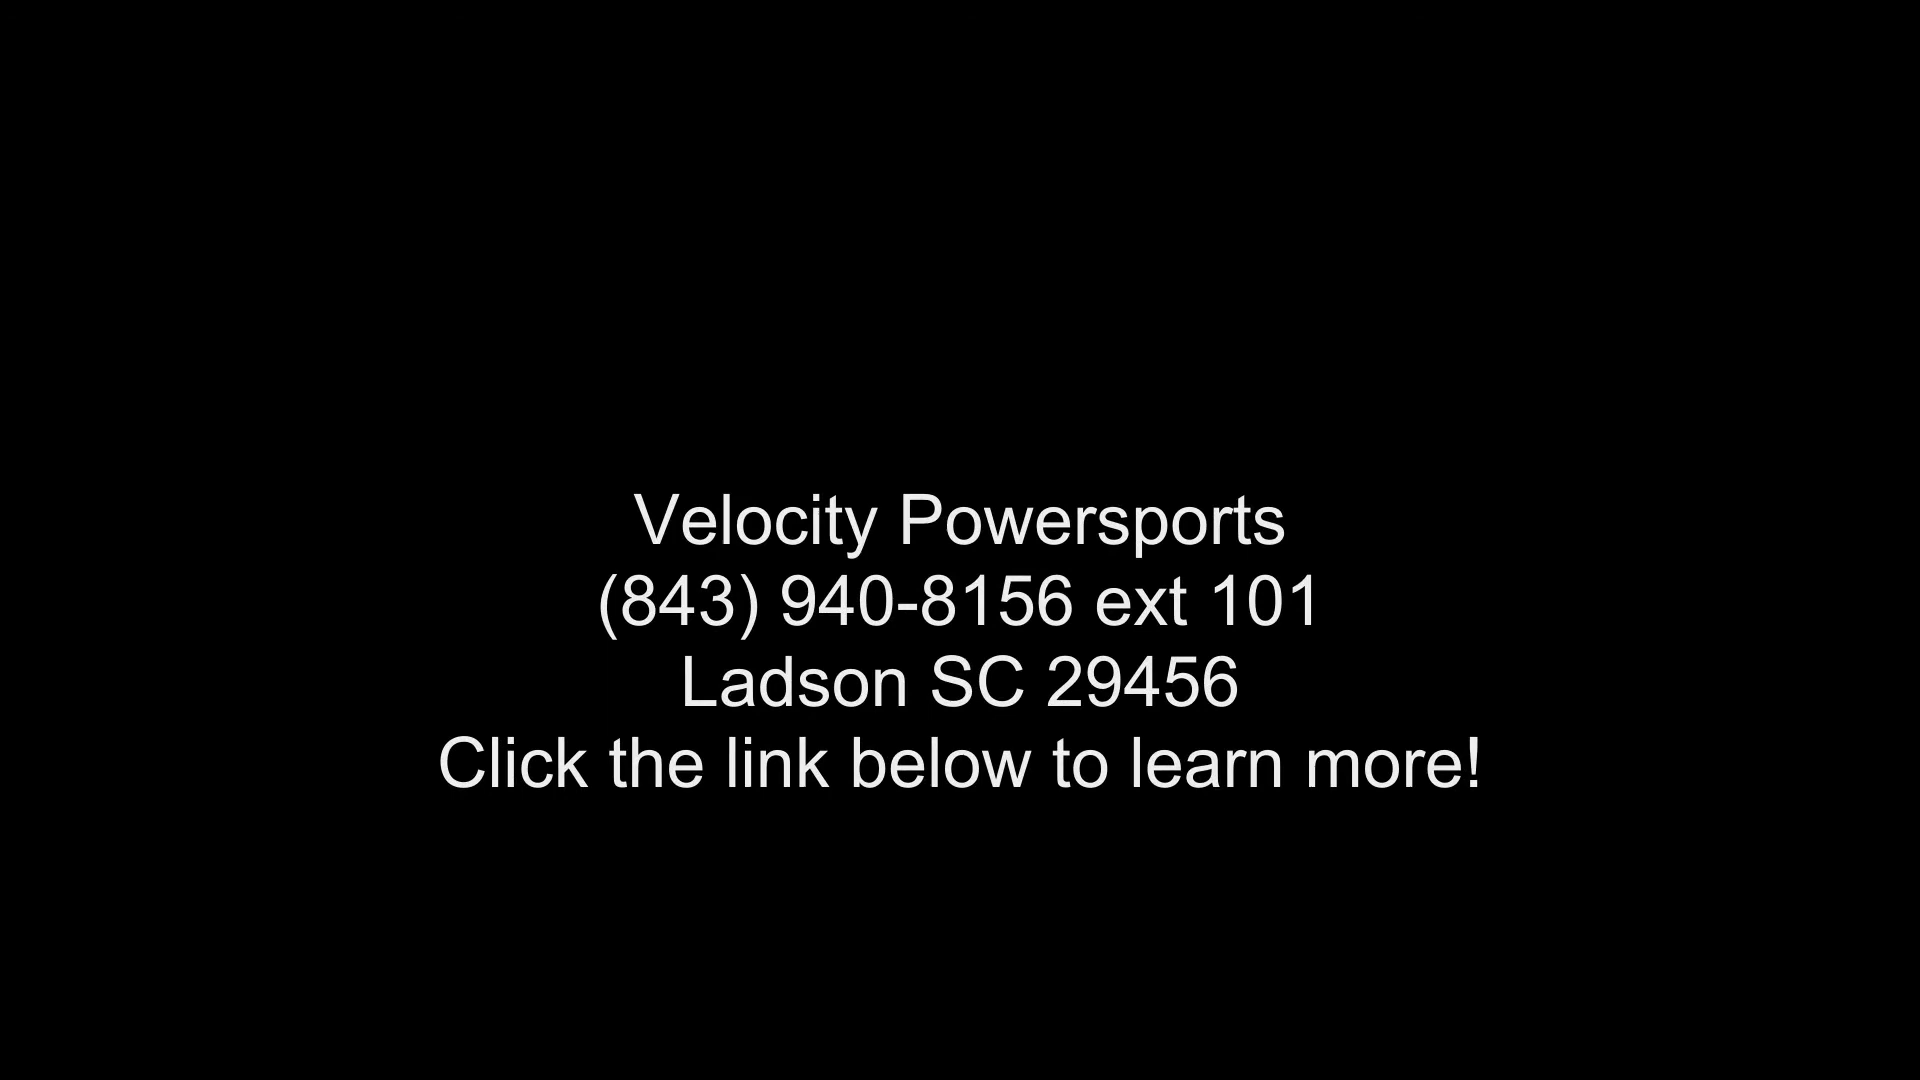 Velocity Powersports
(843) 940-8156 ext 101
Ladson SC 29456
Click the link below to learn more!